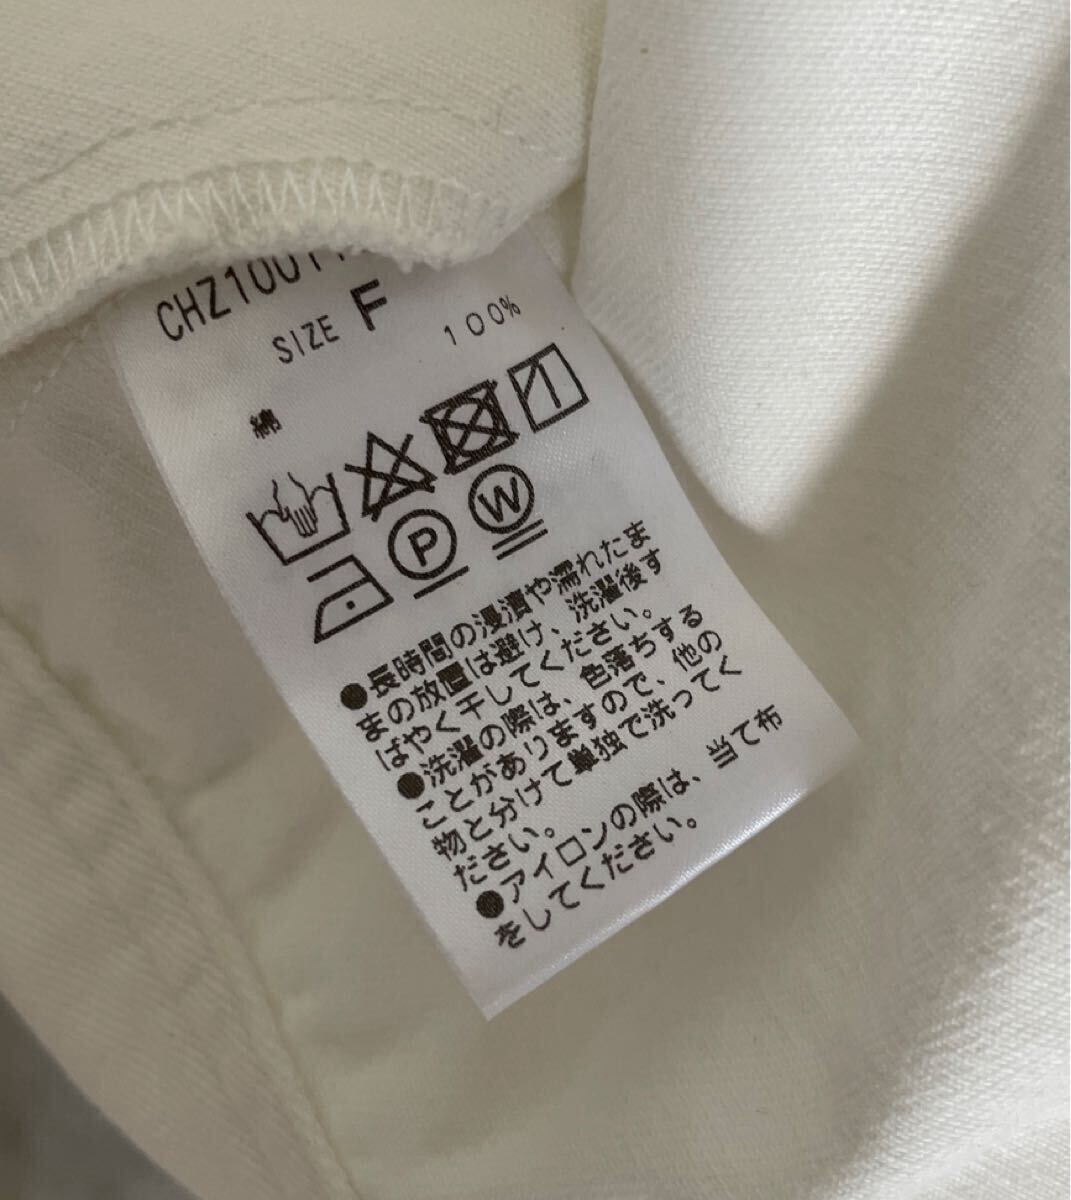 SIZE F
綿 100%
P W
●長時間の浸漬や濡れたま
まの放置は避け、洗濯後す
ばやく干してください。
●洗濯の際は、色落ちする
ことがありますので、他の
物と分けて単独で洗ってく
ださい。
●アイロンの際は、当て布
をしてください。